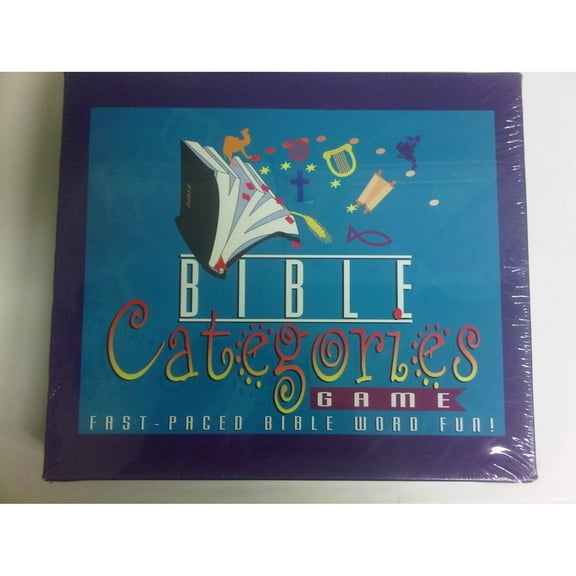 BIBLE
BIBLE
Categories
GAME
FAST-PACED BIBLE WORD FUN!